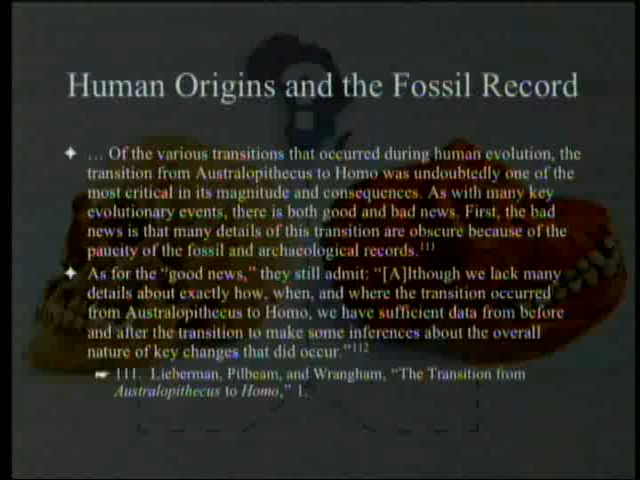 Human Origins and the Fossil Record
… Of the various transitions that occurred during human evolution, the
transition from Australopithecus to Homo was undoubtedly one of the
most critical in its magnitude and consequences. As with many key
evolutionary events, there is both good and bad news. First, the bad
news is that many details of this transition are obscure because of the
paucity of the fossil and archaeological records.111
As for the “good news,” they still admit: “[A]lthough we lack many
details about exactly how, when, and where the transition occurred
from Australopithecus to Homo, we have sufficient data from before
and after the transition to make some inferences about the overall
nature of key changes that did occur.”112
111. Lieberman, Pilbeam, and Wrangham, “The Transition from
Australopithecus to Homo,” 1.